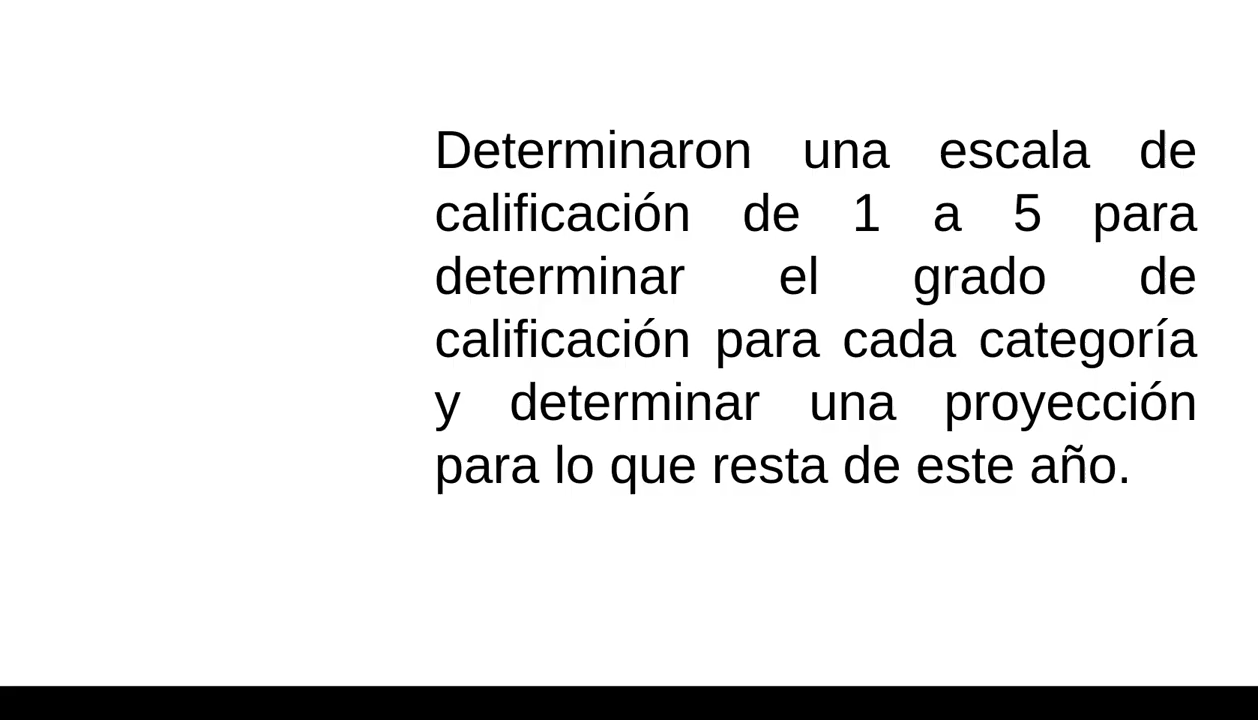 Determinaron una escala de
calificación de 1 a 5 para
determinar el grado de
calificación para cada categoría
y determinar una proyección
para lo que resta de este año.